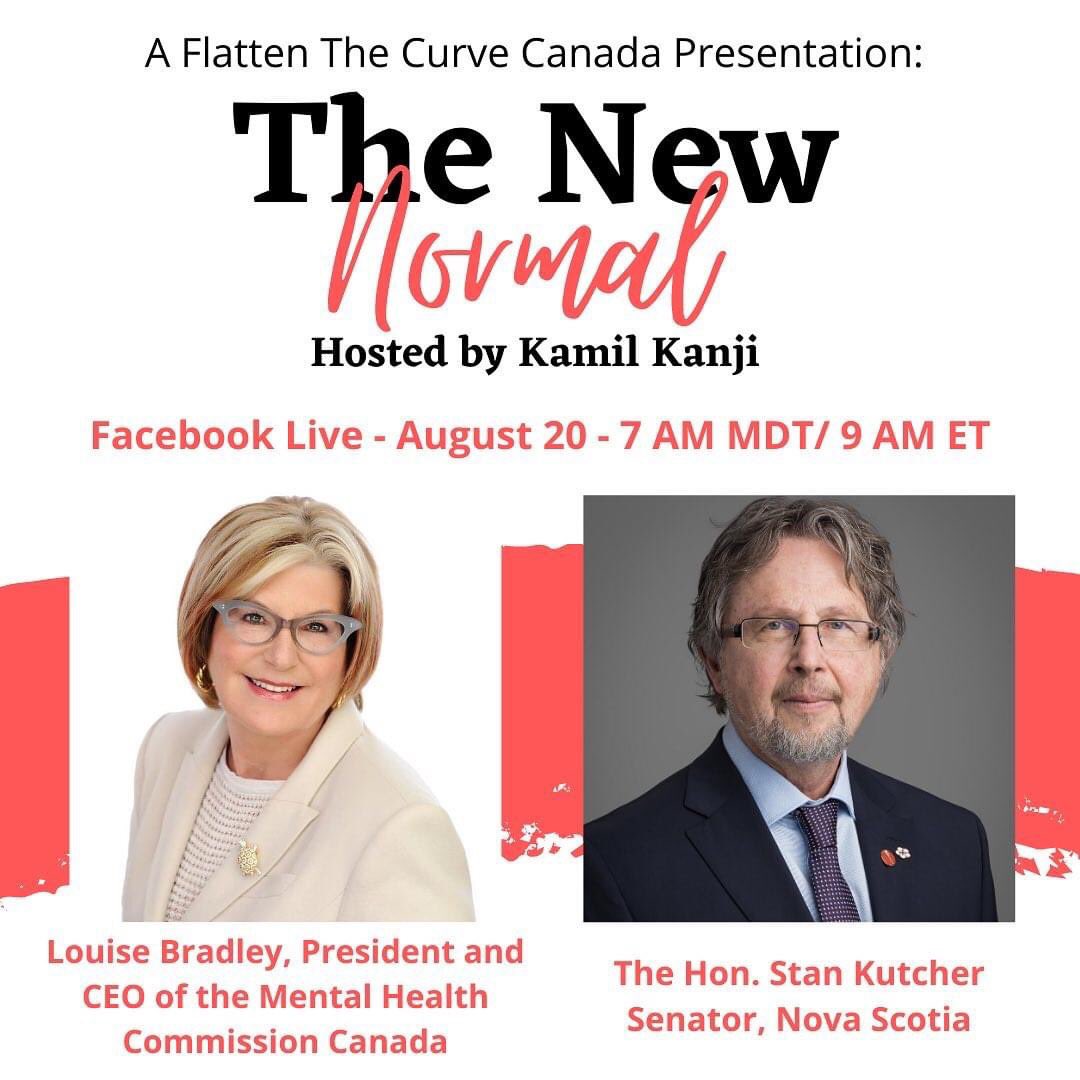 A Flatten The Curve Canada Presentation:
The New
Normal
Hosted by Kamil Kanji
Facebook Live - August 20 - 7 AM MDT/ 9 AM ET
Louise Bradley, President and
CEO of the Mental Health
Commission Canada
The Hon. Stan Kutcher
Senator, Nova Scotia